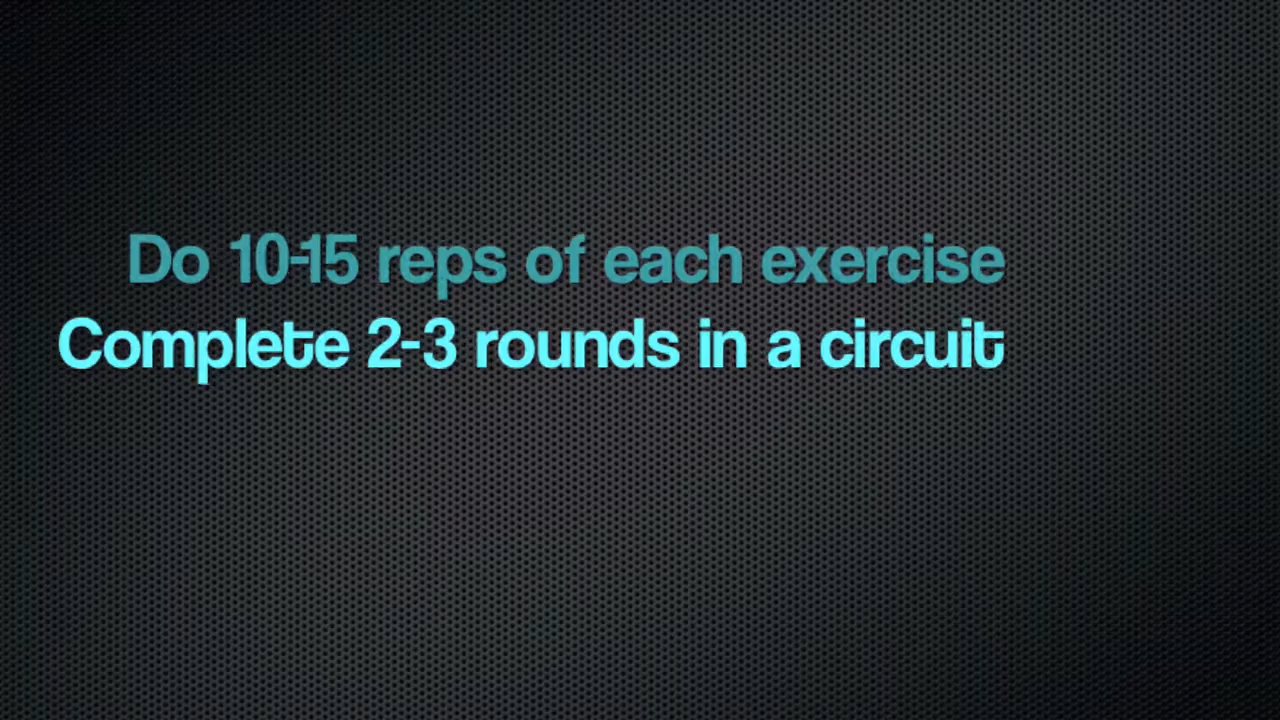 Do 10-15 reps of each exercise
Complete 2-3 rounds in a circuit